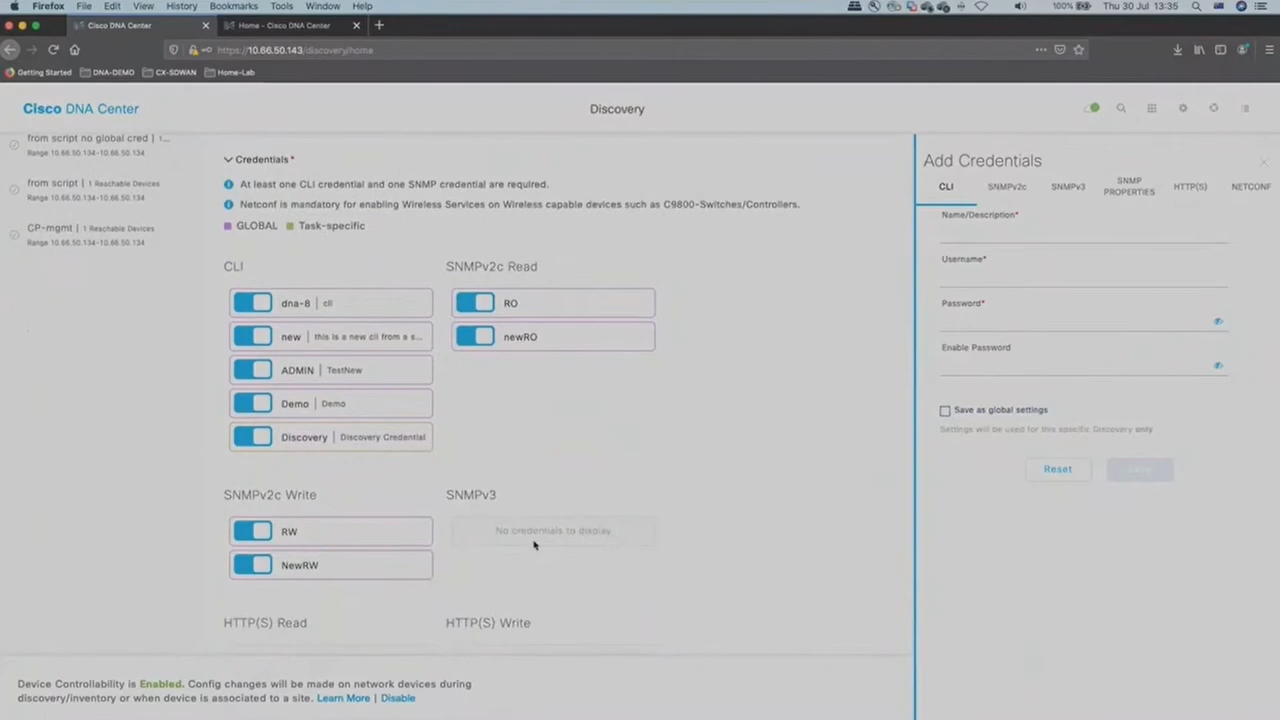 Firefox File Edit View History Bookmarks Tools Window Help 100% Thu 30 Jul 13:35
Cisco DNA Center Home - Cisco DNA Center
https://10.66.50.143/discovery/home
Getting Started DNA-DEMO CX-SDWAN Home-Lab
Cisco DNA Center Discovery
from script no global cred | 1...
Range 10.66.50.134-10.66.50.134
from script | 1 Reachable Devices
Range 10.66.50.134-10.66.50.134
CP-mgmt | 1 Reachable Devices
Range 10.66.50.134-10.66.50.134
Credentials *
At least one CLI credential and one SNMP credential are required.
Netconf is mandatory for enabling Wireless Services on Wireless capable devices such as C9800-Switches/Controllers.
GLOBAL Task-specific
CLI
dna-8 | cli
new | this is a new cli from a s...
ADMIN | TestNew
Demo | Demo
Discovery | Discovery Credential
SNMPv2c Read
RO
newRO
SNMPv2c Write
RW
NewRW
SNMPv3
No credentials to display
HTTP(S) Read
HTTP(S) Write
Device Controllability is Enabled. Config changes will be made on network devices during
discovery/inventory or when device is associated to a site. Learn More | Disable
Add Credentials
CLI SNMPv2c SNMPv3 SNMP PROPERTIES HTTP(S) NETCONF
Name/Description*
Username*
Password*
Enable Password
Save as global settings
Settings will be used for this specific Discovery only
Reset